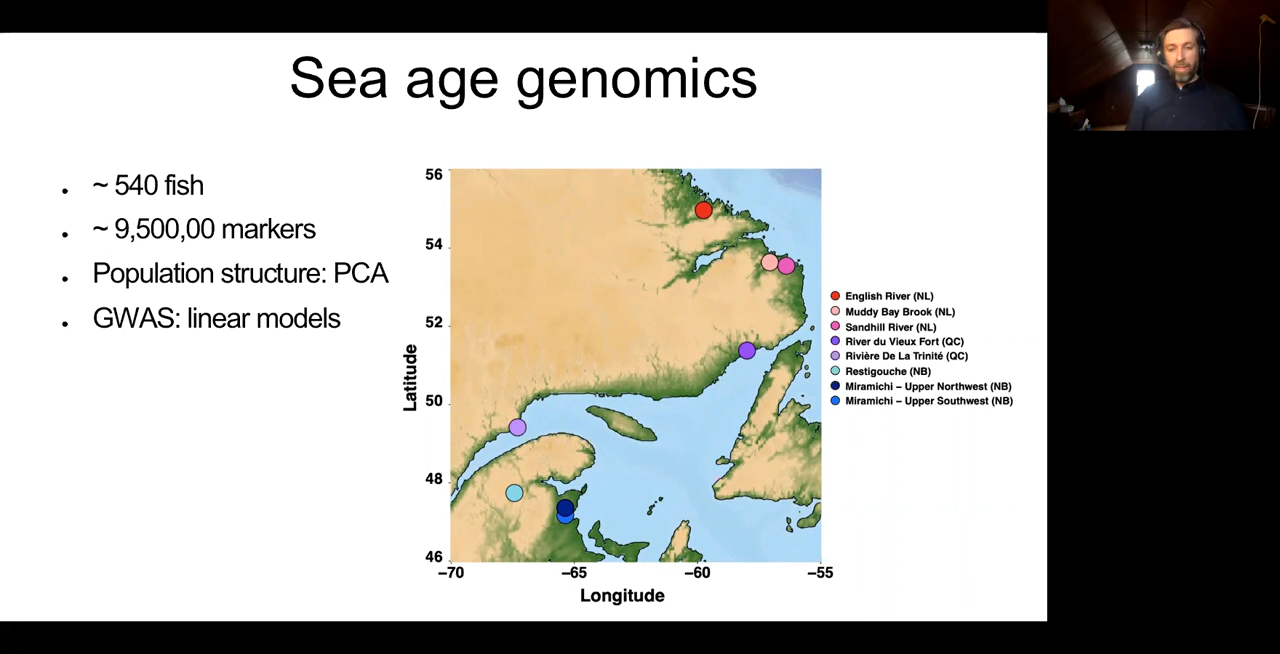 Sea age genomics
• ~ 540 fish
• ~ 9,500,00 markers
• Population structure: PCA
• GWAS: linear models
56
54
52
50
48
46
Latitude
−70
−65
−60
−55
Longitude
English River (NL)
Muddy Bay Brook (NL)
Sandhill River (NL)
River du Vieux Fort (QC)
Rivière De La Trinité (QC)
Restigouche (NB)
Miramichi − Upper Northwest (NB)
Miramichi − Upper Southwest (NB)